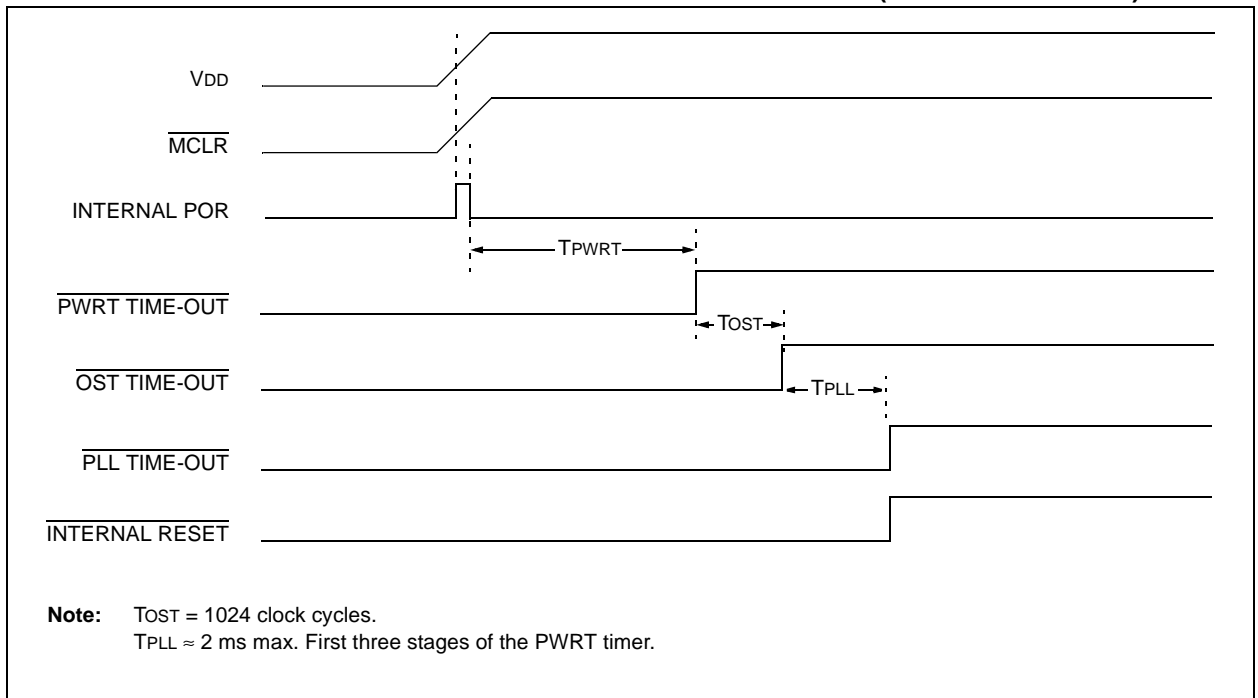 VDD
MCLR
INTERNAL POR
TPWRT
PWRT TIME-OUT
TOST
OST TIME-OUT
TPLL
PLL TIME-OUT
INTERNAL RESET
Note: TOST = 1024 clock cycles.
TPLL ≈ 2 ms max. First three stages of the PWRT timer.